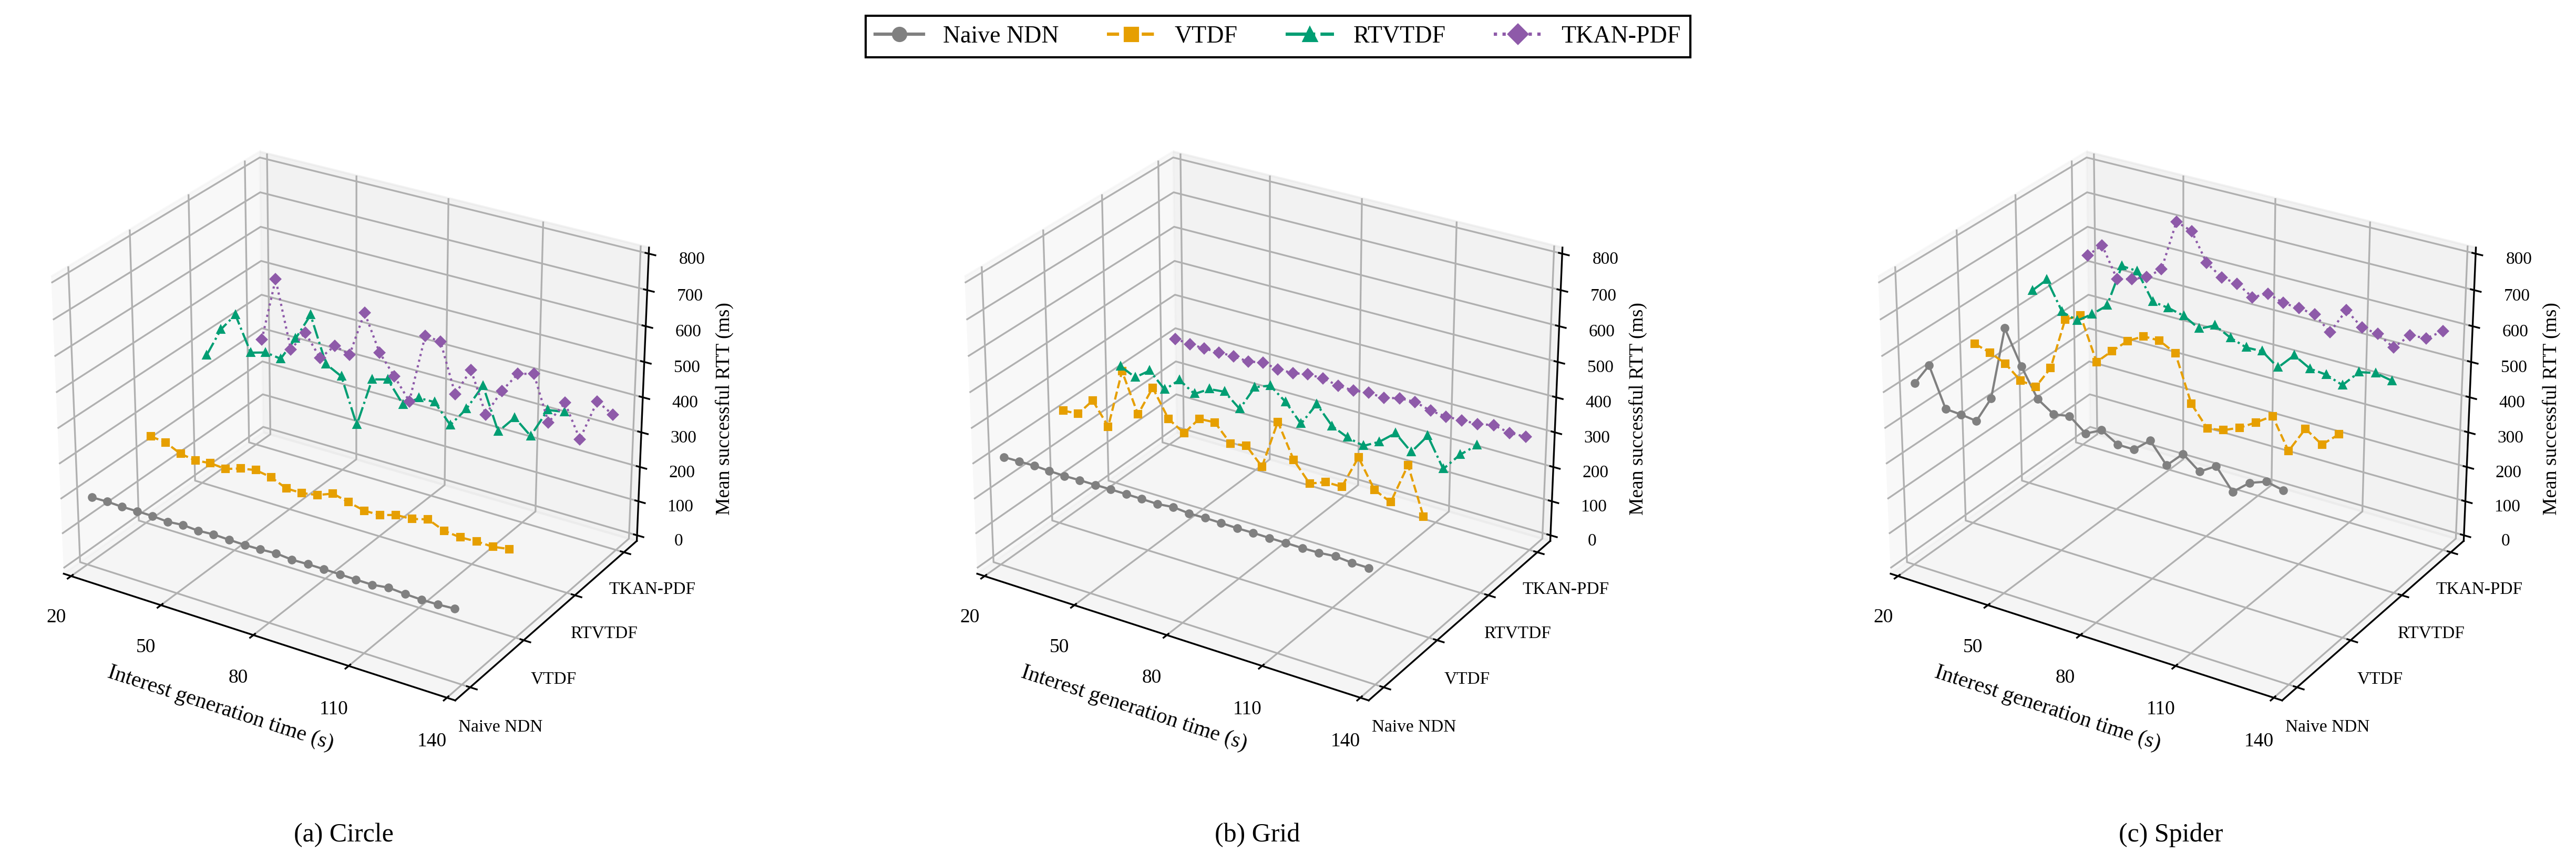 Naive NDN VTDF RTVTDF TKAN-PDF
800
700
600
500
400
300
200
100
0
Mean successful RTT (ms)
20
50
80
110
140
Interest generation time (s)
Naive NDN
VTDF
RTVTDF
TKAN-PDF
(a) Circle
800
700
600
500
400
300
200
100
0
Mean successful RTT (ms)
20
50
80
110
140
Interest generation time (s)
Naive NDN
VTDF
RTVTDF
TKAN-PDF
(b) Grid
800
700
600
500
400
300
200
100
0
Mean successful RTT (ms)
20
50
80
110
140
Interest generation time (s)
Naive NDN
VTDF
RTVTDF
TKAN-PDF
(c) Spider